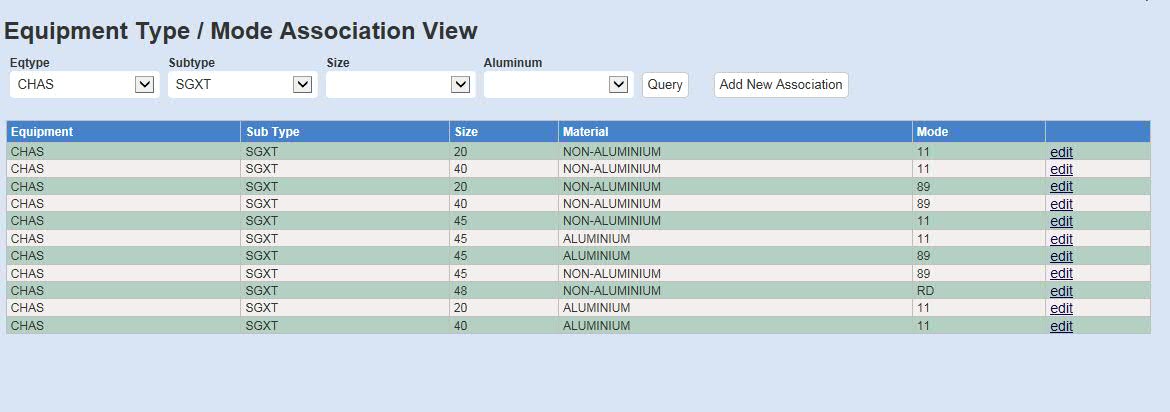 Equipment Type / Mode Association View
Eqtype Subtype Size Aluminum
CHAS SGXT Query Add New Association
Equipment Sub Type Size Material Mode
CHAS SGXT 20 NON-ALUMINIUM 11 edit
CHAS SGXT 40 NON-ALUMINIUM 11 edit
CHAS SGXT 20 NON-ALUMINIUM 89 edit
CHAS SGXT 40 NON-ALUMINIUM 89 edit
CHAS SGXT 45 NON-ALUMINIUM 11 edit
CHAS SGXT 45 ALUMINIUM 11 edit
CHAS SGXT 45 ALUMINIUM 89 edit
CHAS SGXT 45 NON-ALUMINIUM 89 edit
CHAS SGXT 48 NON-ALUMINIUM RD edit
CHAS SGXT 20 ALUMINIUM 11 edit
CHAS SGXT 40 ALUMINIUM 11 edit